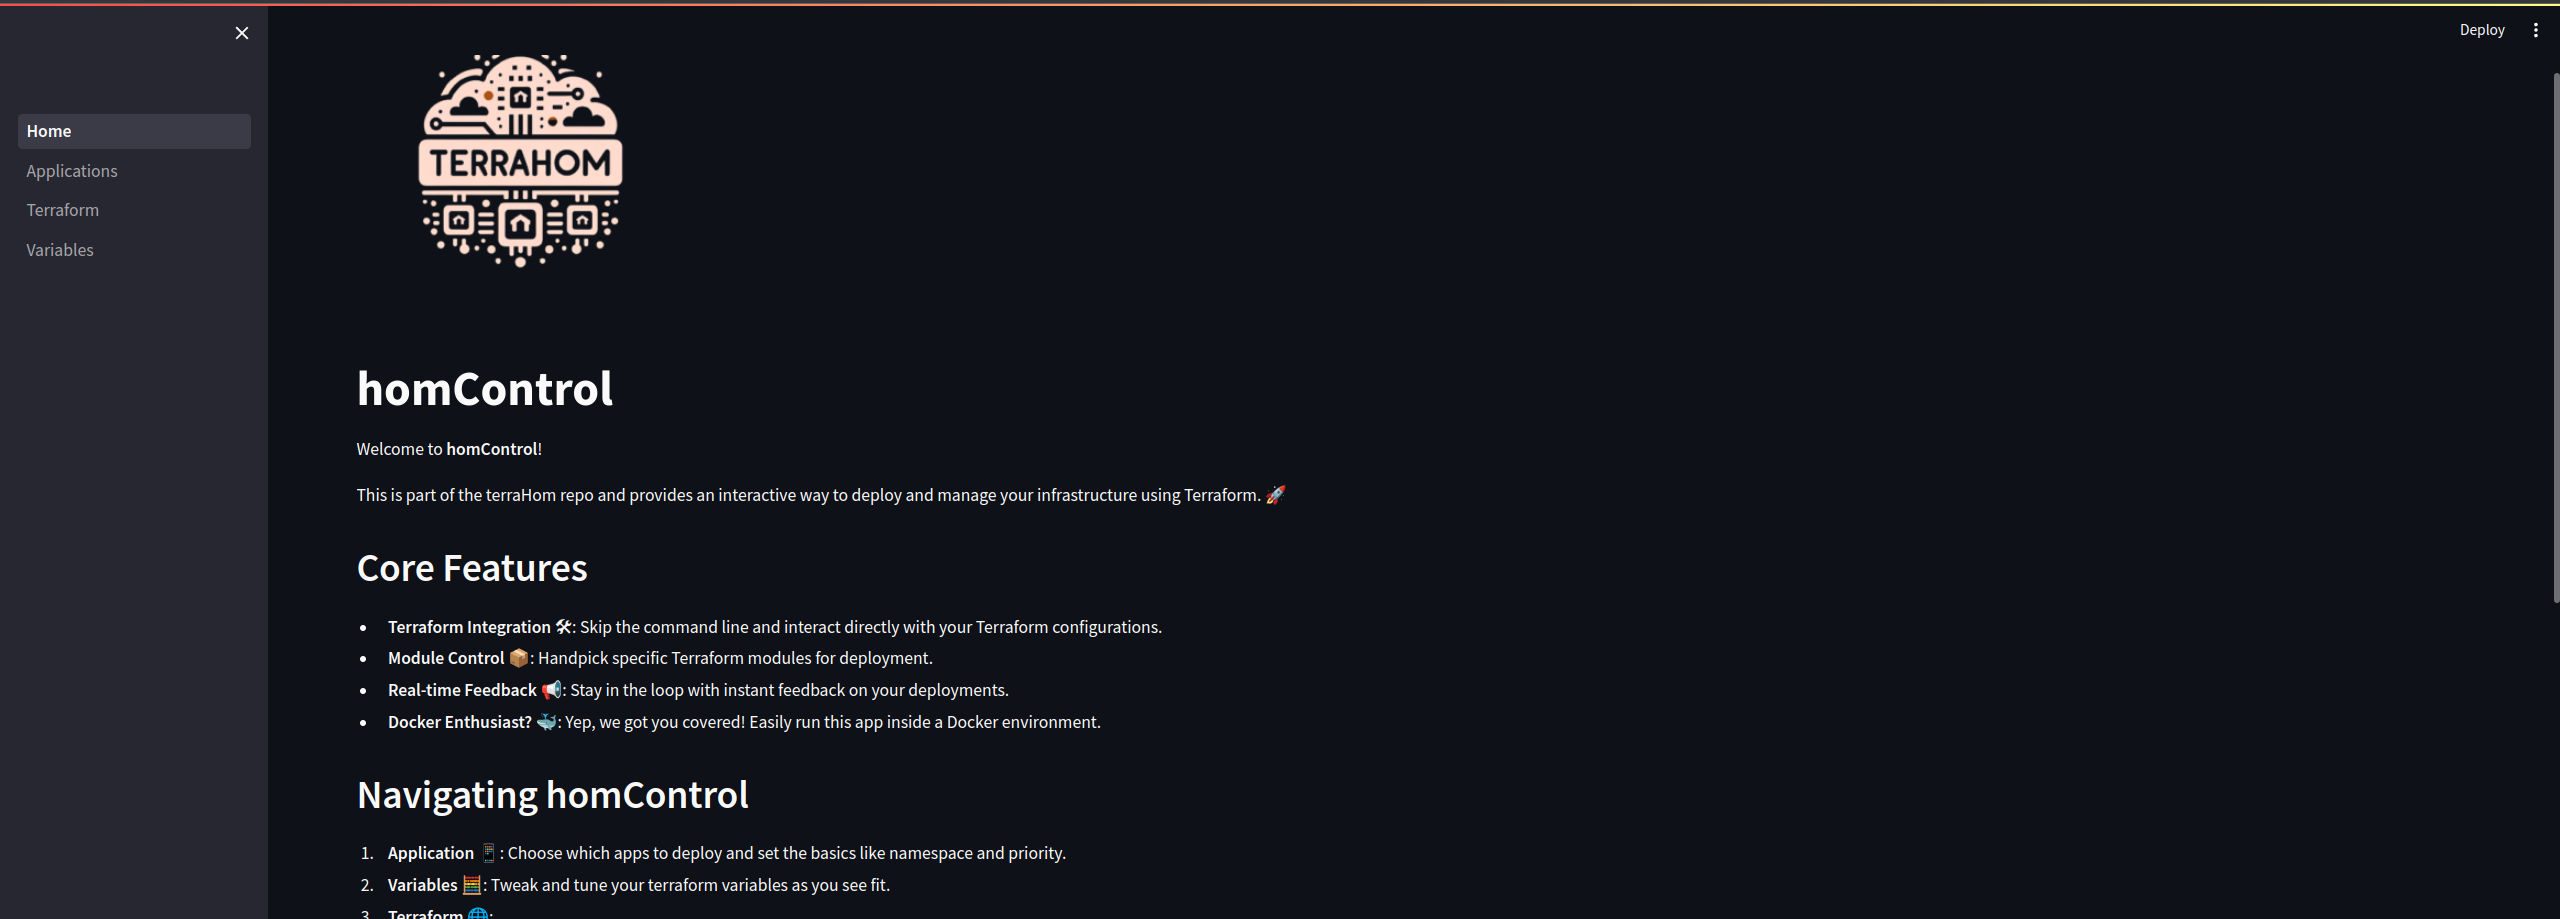 Deploy
Home
Applications
Terraform
Variables
TERRAHOM
homControl
Welcome to homControl!
This is part of the terraHom repo and provides an interactive way to deploy and manage your infrastructure using Terraform. 🚀
Core Features
• Terraform Integration 🛠: Skip the command line and interact directly with your Terraform configurations.
• Module Control 📦: Handpick specific Terraform modules for deployment.
• Real-time Feedback 📢: Stay in the loop with instant feedback on your deployments.
• Docker Enthusiast? 🐳: Yep, we got you covered! Easily run this app inside a Docker environment.
Navigating homControl
1. Application 📱 : Choose which apps to deploy and set the basics like namespace and priority.
2. Variables 🧮: Tweak and tune your terraform variables as you see fit.
3. Terraform 🌐: